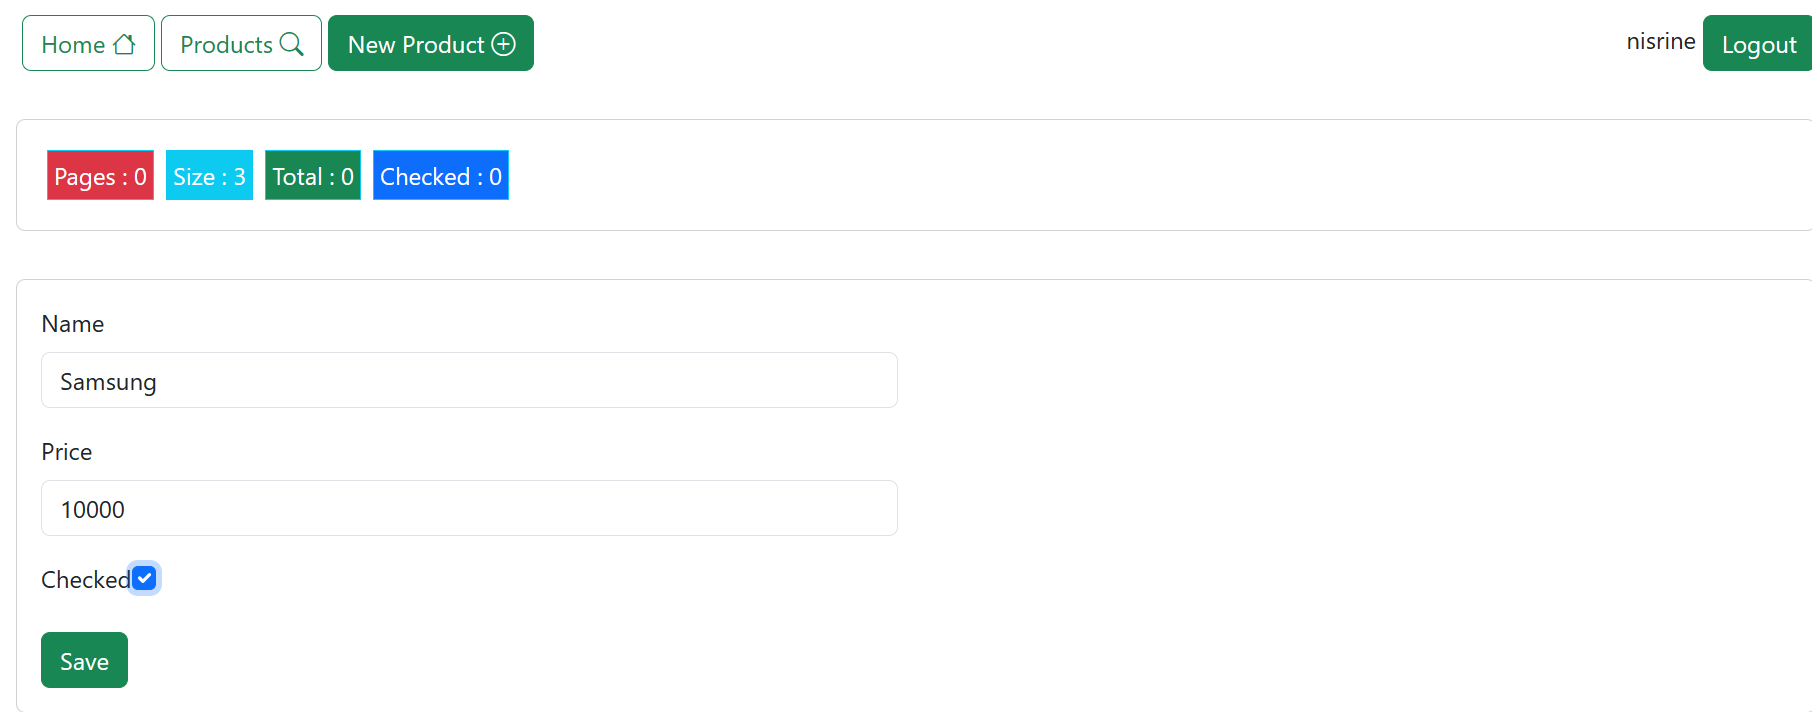 Home Products New Product nisrine Logout
Pages : 0 Size : 3 Total : 0 Checked : 0
Name
Samsung
Price
10000
Checked
Save